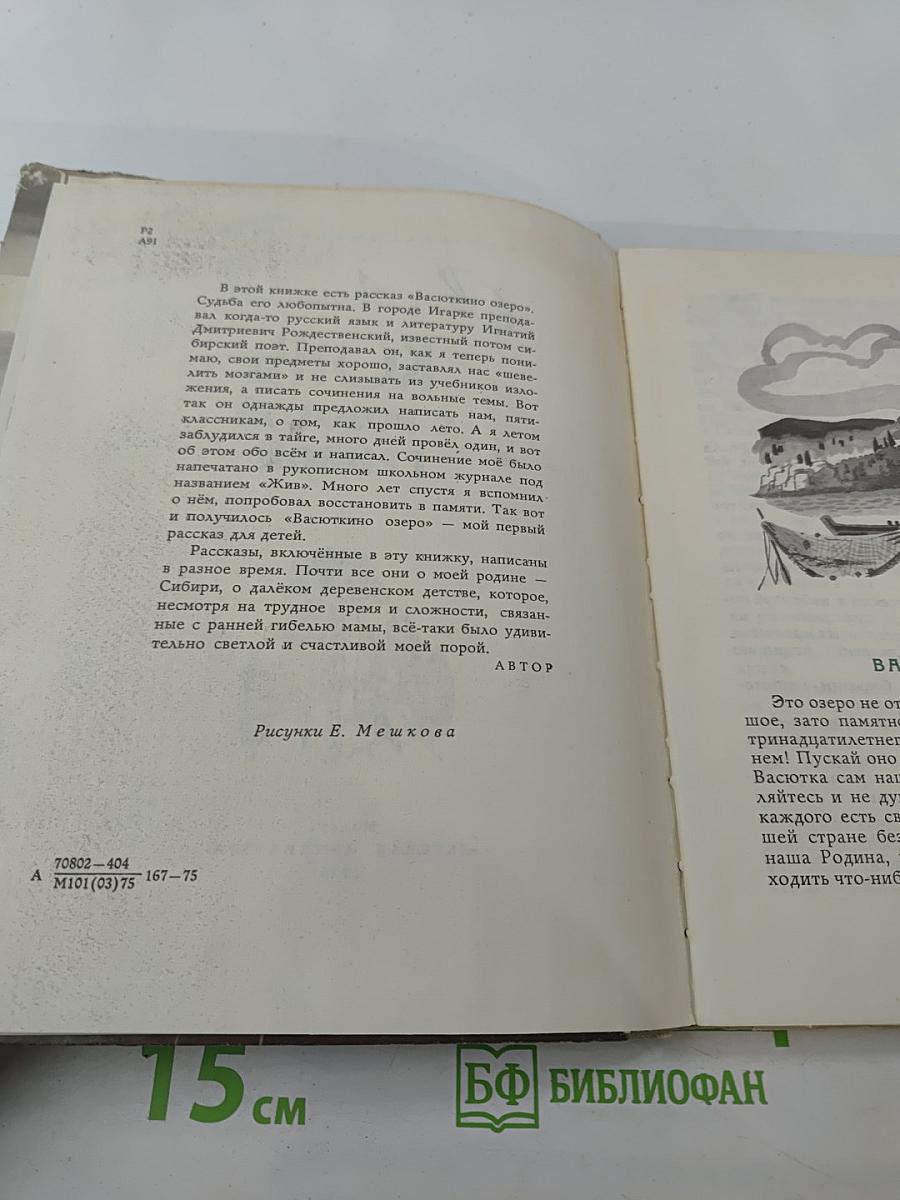 Р2
А91
В этой книжке есть рассказ «Васюткино озеро».
Судьба его любопытна. В городе Игарке препода-
вал когда-то русский язык и литературу Игнатий
Дмитриевич Рождественский, известный потом си-
бирский поэт. Преподавал он, как я теперь пони-
маю, свои предметы хорошо, заставлял нас «шеве-
лить мозгами» и не слизывать из учебников изло-
жения, а писать сочинения на вольные темы. Вот
так он однажды предложил написать нам, пяти-
классникам, о том, как прошло лето. А я летом
заблудился в тайге, много дней провёл один, и вот
об этом обо всём и написал. Сочинение моё было
напечатано в рукописном школьном журнале под
названием «Жив». Много лет спустя я вспомнил
о нём, попробовал восстановить в памяти. Так вот
и получилось «Васюткино озеро» — мой первый
рассказ для детей.
Рассказы, включённые в эту книжку, написаны
в разное время. Почти все они о моей родине —
Сибири, о далёком деревенском детстве, которое,
несмотря на трудное время и сложности, связан-
ные с ранней гибелью мамы, всё-таки было удиви-
тельно светлой и счастливой моей порой.
АВТОР
Рисунки Е. Мешкова
А 70802—404
М101(03)75 167—75
ВА
Это озеро не от
шое, зато памятно
тринадцатилетнег
нем! Пускай оно
Васютка сам наш
ляйтесь и не ду
каждого есть св
шей стране без
наша Родина,
ходить что-ниб
15 см
БФ БИБЛИОФАН